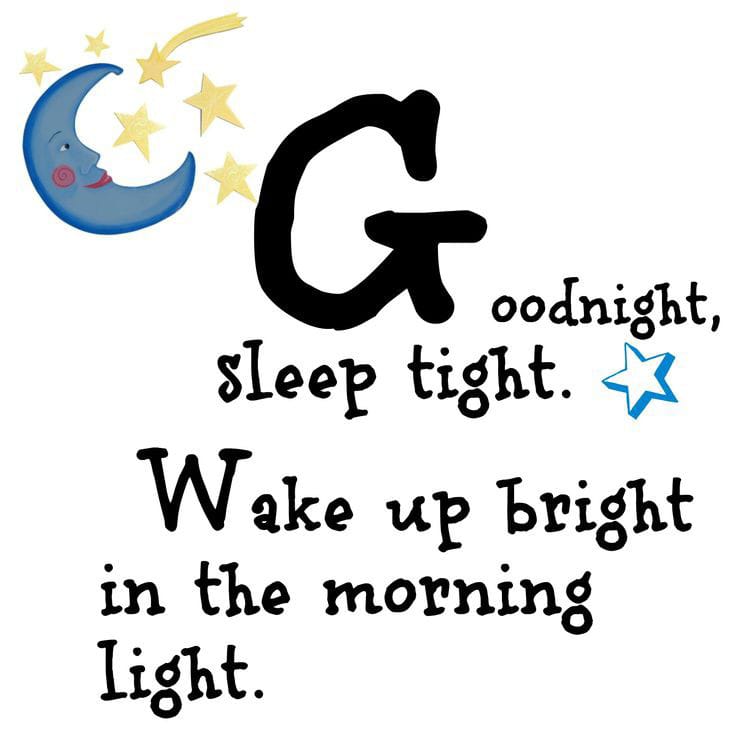 Goodnight,
sleep tight.
Wake up bright
in the morning
light.